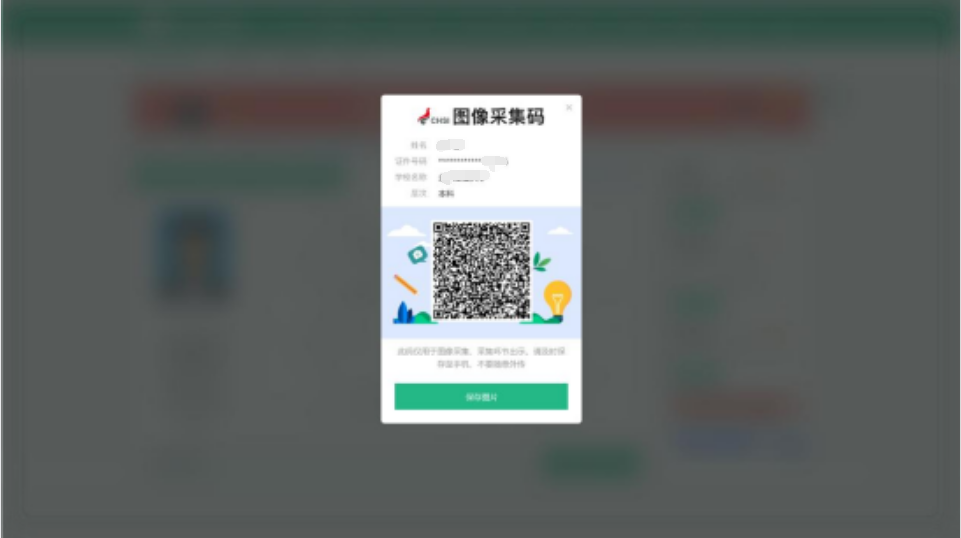 CHSI 图像采集码
×
姓名
证件号码 **************
学校名称
层次 本科
此码仅用于图像采集、采集环节出示，请及时保
存至手机，不要随意外传
保存图片